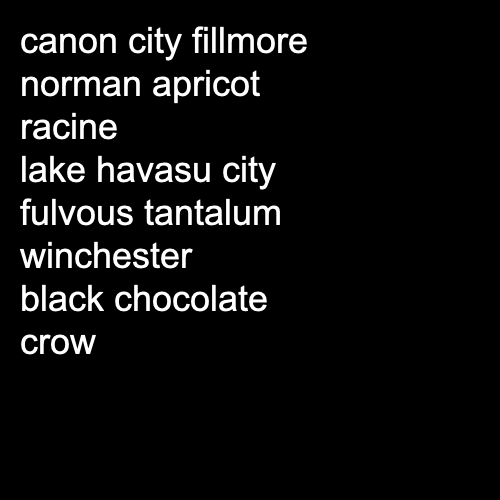 canon city fillmore
norman apricot
racine
lake havasu city
fulvous tantalum
winchester
black chocolate
crow